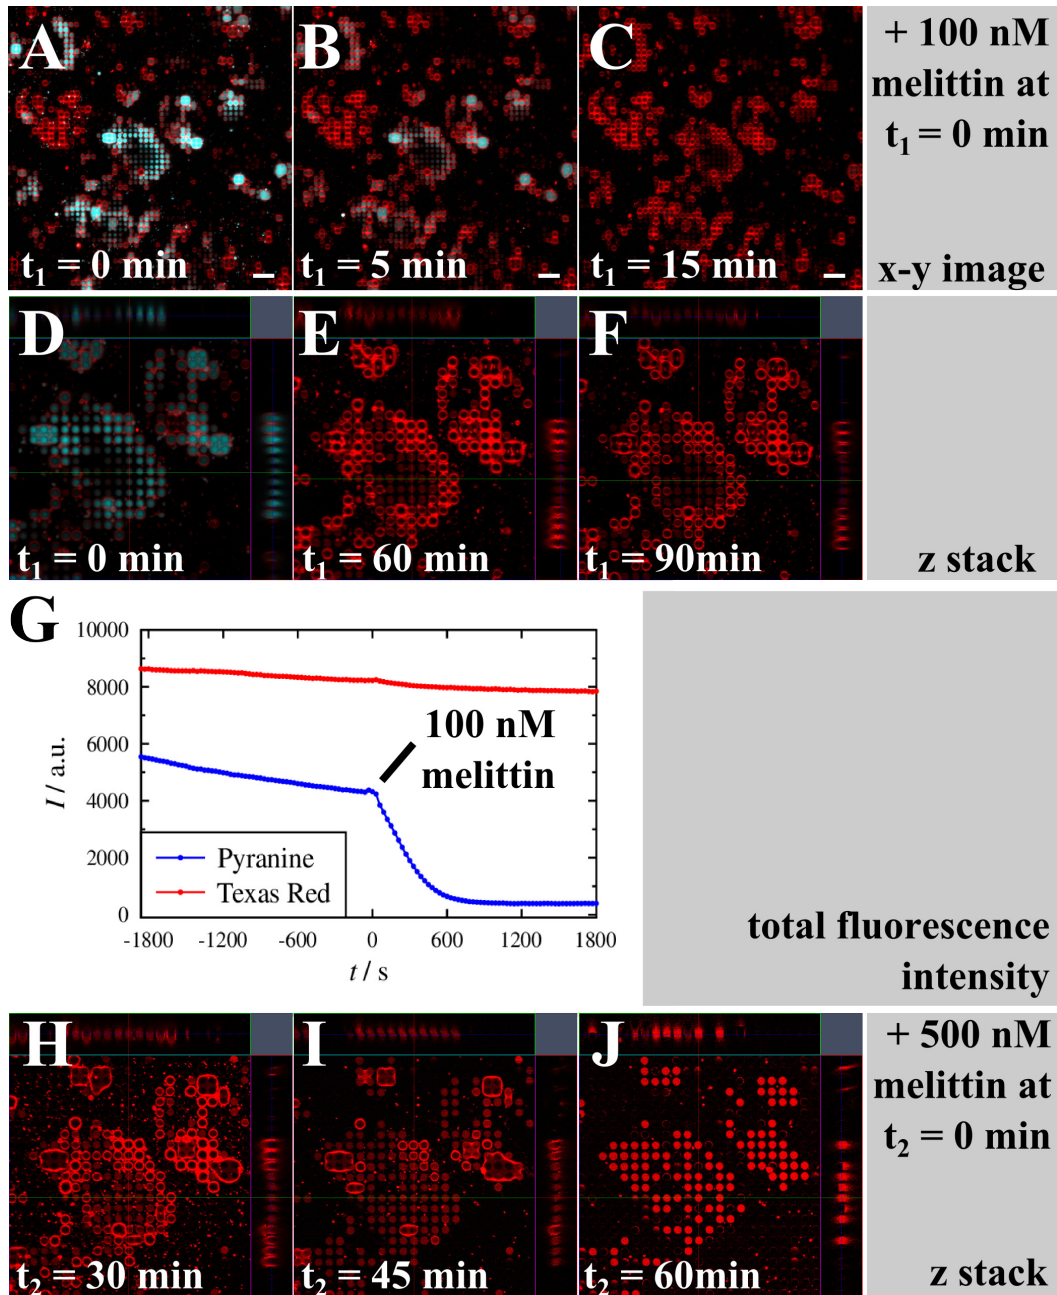 A
B
C
+ 100 nM
melittin at
t₁ = 0 min
x-y image
t₁ = 0 min
t₁ = 5 min
t₁ = 15 min
D
E
F
t₁ = 0 min
t₁ = 60 min
t₁ = 90min
z stack
G
10000
8000
6000
4000
2000
0
I / a.u.
100 nM
melittin
Pyranine
Texas Red
-1800
-1200
-600
0
600
1200
1800
t / s
total fluorescence
intensity
H
I
J
+ 500 nM
melittin at
t₂ = 0 min
t₂ = 30 min
t₂ = 45 min
t₂ = 60min
z stack